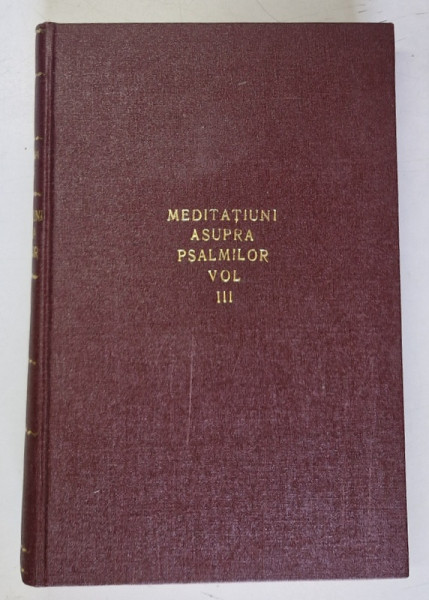 MEDITAȚIUNI
ASUPRA
PSALMILOR
VOL
III